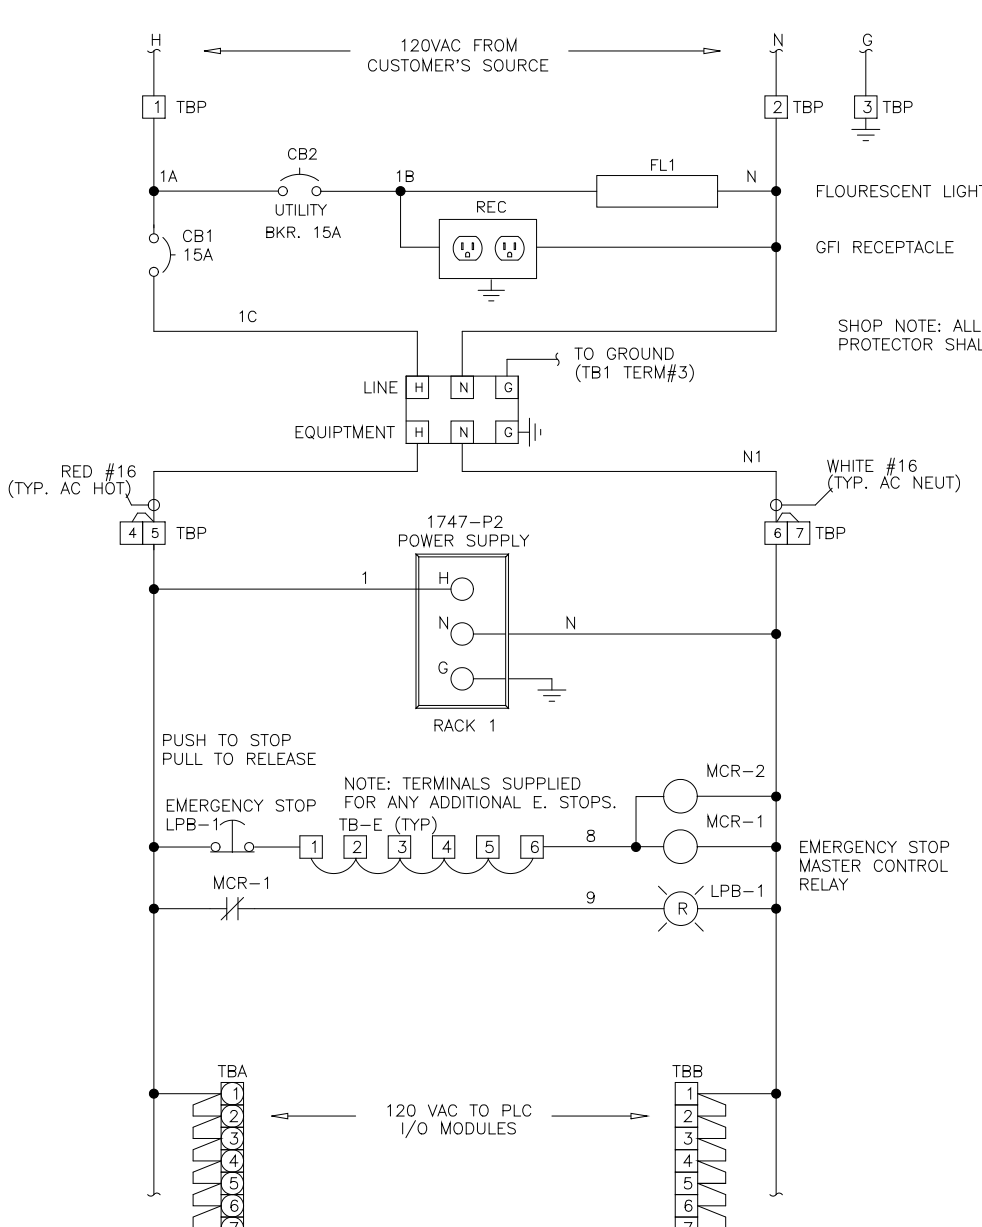 H
120VAC FROM
CUSTOMER'S SOURCE
N
G
1 TBP
2 TBP
3 TBP
1A
CB2
UTILITY
BKR. 15A
1B
FL1
N
FLOURESCENT LIGHT
REC
GFI RECEPTACLE
CB1
15A
1C
SHOP NOTE: ALL
PROTECTOR SHAL
TO GROUND
(TB1 TERM#3)
LINE H N G
EQUIPTMENT H N G
N1
RED #16
(TYP. AC HOT)
WHITE #16
(TYP. AC NEUT)
4 5 TBP
6 7 TBP
1747-P2
POWER SUPPLY
1
H
N
N
G
RACK 1
PUSH TO STOP
PULL TO RELEASE
EMERGENCY STOP
LPB-1
NOTE: TERMINALS SUPPLIED
FOR ANY ADDITIONAL E. STOPS.
TB-E (TYP)
1 2 3 4 5 6
8
MCR-2
MCR-1
EMERGENCY STOP
MASTER CONTROL
RELAY
MCR-1
9
R
LPB-1
TBA
1
2
3
4
5
6
7
120 VAC TO PLC
I/O MODULES
TBB
1
2
3
4
5
6
7